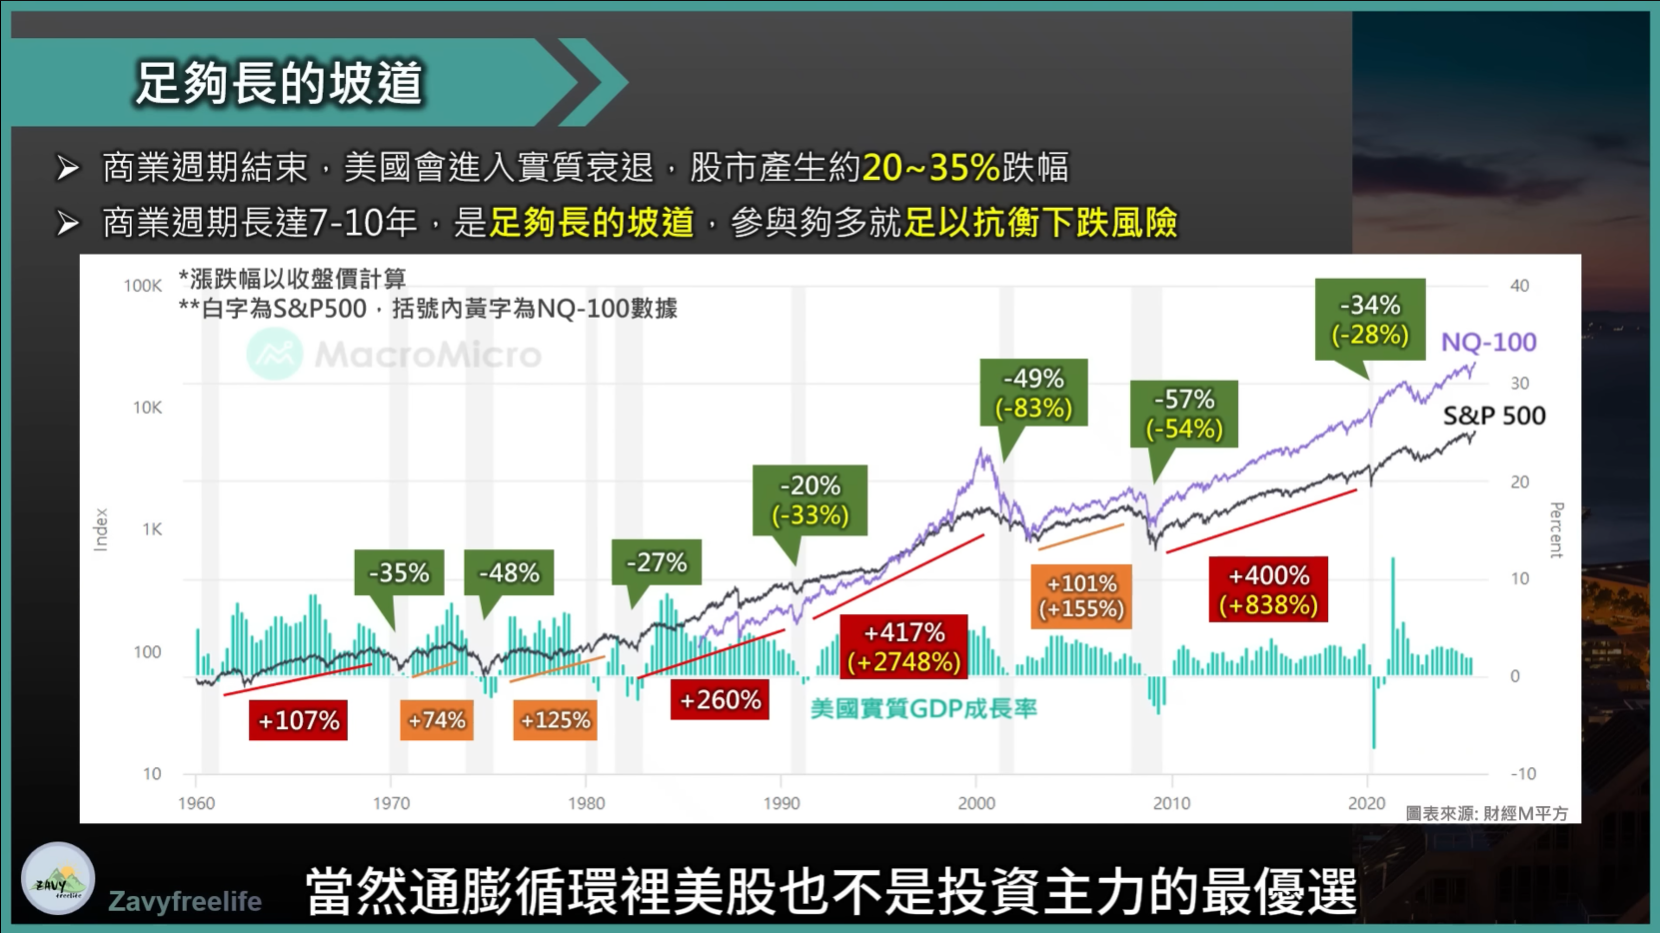 足夠長的坡道
商業週期結束，美國會進入實質衰退，股市產生約20~35%跌幅
商業週期長達7-10年，是足夠長的坡道，參與夠多就足以抗衡下跌風險
*漲跌幅以收盤價計算
**白字為S&P500，括號內黃字為NQ-100數據
MacroMicro
100K
10K
1K
100
10
Index
40
30
20
10
0
-10
Percent
NQ-100
S&P 500
-35%
-48%
-27%
-20%
(-33%)
-49%
(-83%)
-57%
(-54%)
-34%
(-28%)
+107%
+74%
+125%
+260%
+417%
(+2748%)
+101%
(+155%)
+400%
(+838%)
美國實質GDP成長率
1960
1970
1980
1990
2000
2010
2020
圖表來源: 財經M平方
ZAVY
freelife
Zavyfreelife
當然通膨循環裡美股也不是投資主力的最優選